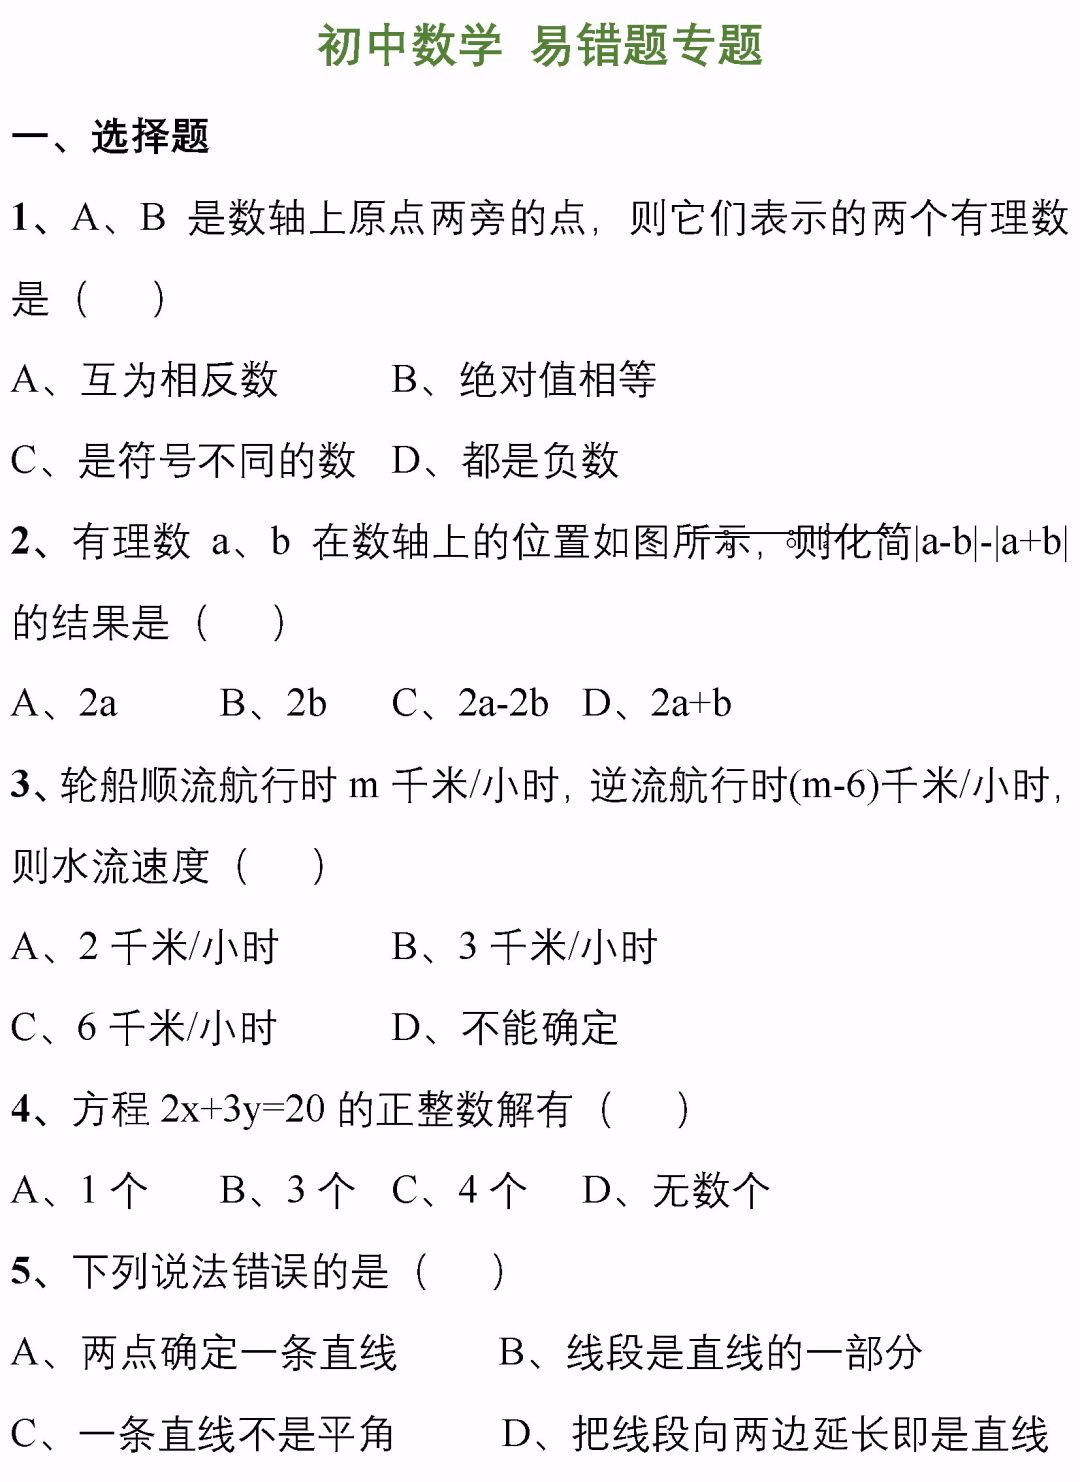 初中数学 易错题专题
一、选择题
1、A、B 是数轴上原点两旁的点，则它们表示的两个有理数
是（ ）
A、互为相反数 B、绝对值相等
C、是符号不同的数 D、都是负数
2、有理数 a、b 在数轴上的位置如图所示，则化简|a-b|-|a+b|
的结果是（ ）
A、2a B、2b C、2a-2b D、2a+b
3、轮船顺流航行时 m 千米/小时，逆流航行时(m-6)千米/小时，
则水流速度（ ）
A、2 千米/小时 B、3 千米/小时
C、6 千米/小时 D、不能确定
4、方程 2x+3y=20 的正整数解有（ ）
A、1 个 B、3 个 C、4 个 D、无数个
5、下列说法错误的是（ ）
A、两点确定一条直线 B、线段是直线的一部分
C、一条直线不是平角 D、把线段向两边延长即是直线